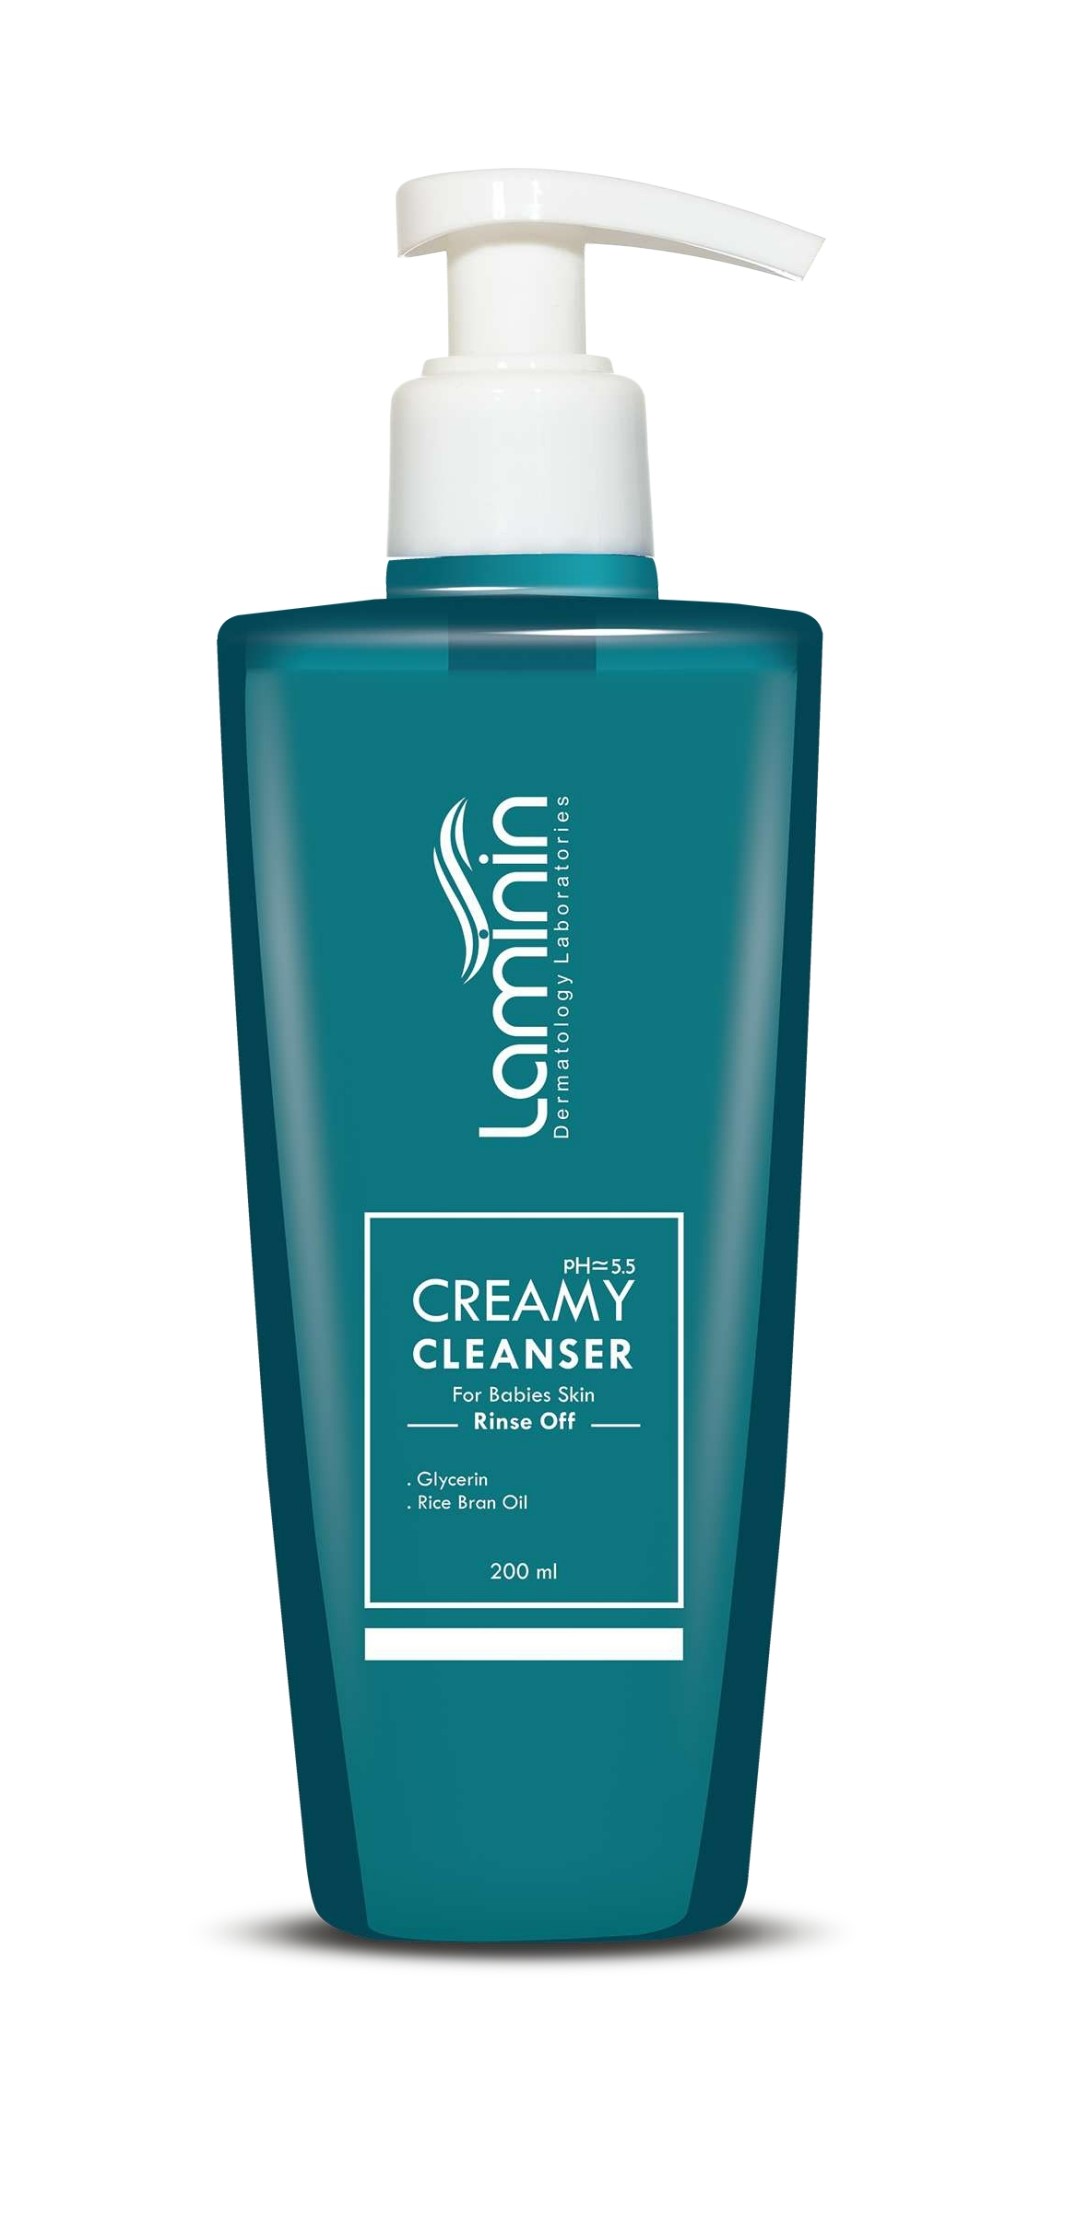 Laminin
Dermatology Laboratories
pH≃5.5
CREAMY
CLEANSER
For Babies Skin
Rinse Off
. Glycerin
. Rice Bran Oil
200 ml